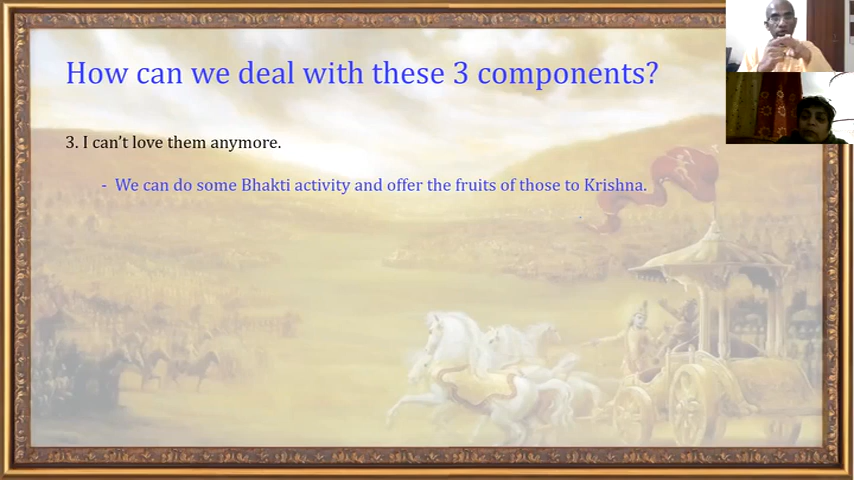 How can we deal with these 3 components?
3. I can't love them anymore.
- We can do some Bhakti activity and offer the fruits of those to Krishna.